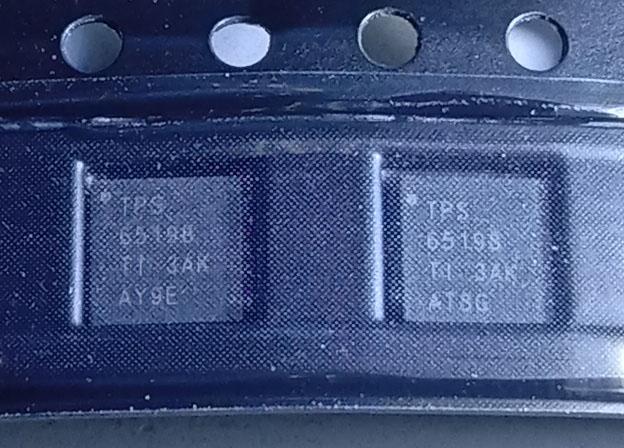 TPS
65198
TI 3AK
AY9E
TPS
65198
TI 3AK
AT8G